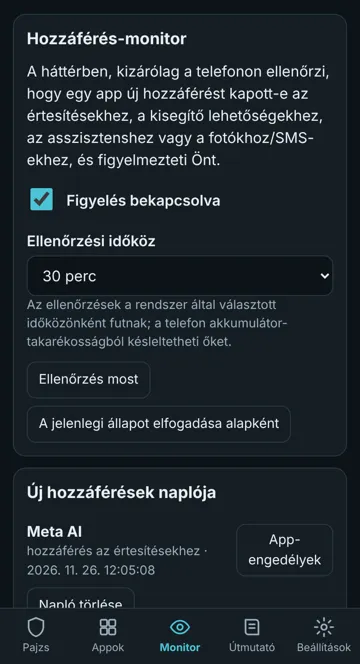 Hozzáférés-monitor
A háttérben, kizárólag a telefonon ellenőrzi,
hogy egy app új hozzáférést kapott-e az
értesítésekhez, a kisegítő lehetőségekhez,
az asszisztenshez vagy a fotókhoz/SMS-
ekhez, és figyelmezteti Önt.
Figyelés bekapcsolva
Ellenőrzési időköz
30 perc
Az ellenőrzések a rendszer által választott
időközönként futnak; a telefon akkumulátor-
takarékosságból késleltetheti őket.
Ellenőrzés most
A jelenlegi állapot elfogadása alapként
Új hozzáférések naplója
Meta AI
hozzáférés az értesítésekhez ·
2026. 11. 26. 12:05:08
App-
engedélyek
Napló törlése
Pajzs
Appok
Monitor
Útmutató
Beállítások